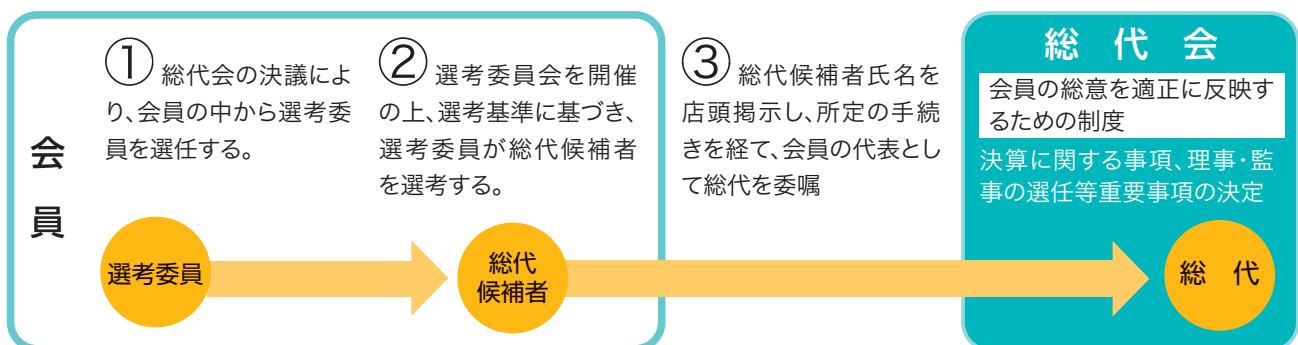 会員
① 総代会の決議によ
り、会員の中から選考委
員を選任する。
② 選考委員会を開催
の上、選考基準に基づき、
選考委員が総代候補者
を選考する。
③ 総代候補者氏名を
店頭掲示し、所定の手続
きを経て、会員の代表とし
て総代を委嘱
総代会
会員の総意を適正に反映す
るための制度
決算に関する事項、理事・監
事の選任等重要事項の決定
選考委員
総代
候補者
総代